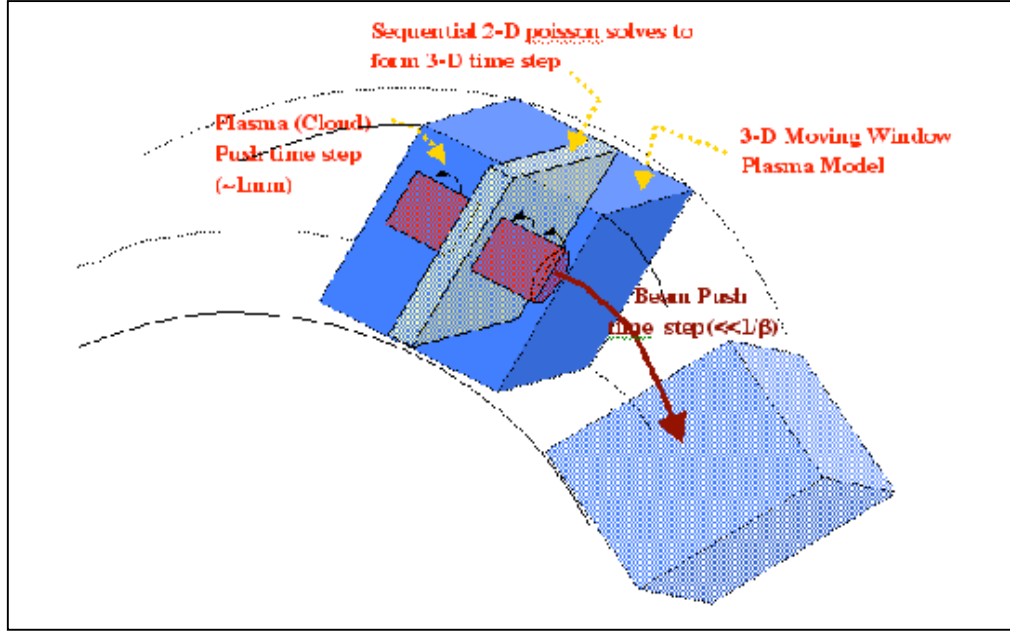 Sequential 2-D poisson solves to
form 3-D time step
Plasma (Cloud)
Push time step
(~1mm)
3-D Moving Window
Plasma Model
Beam Push
time step(<<1/β)